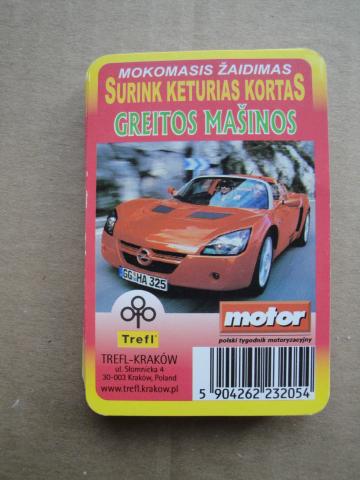 MOKOMASIS ŽAIDIMAS
SURINK KETURIAS KORTAS
GREITOS MAŠINOS
GG HA 325
Trefl
TREFL-KRAKÓW
ul. Słomnicka 4
30-003 Kraków, Poland
www.trefl.krakow.pl
motor
polski tygodnik motoryzacyjny
5 904262 232054